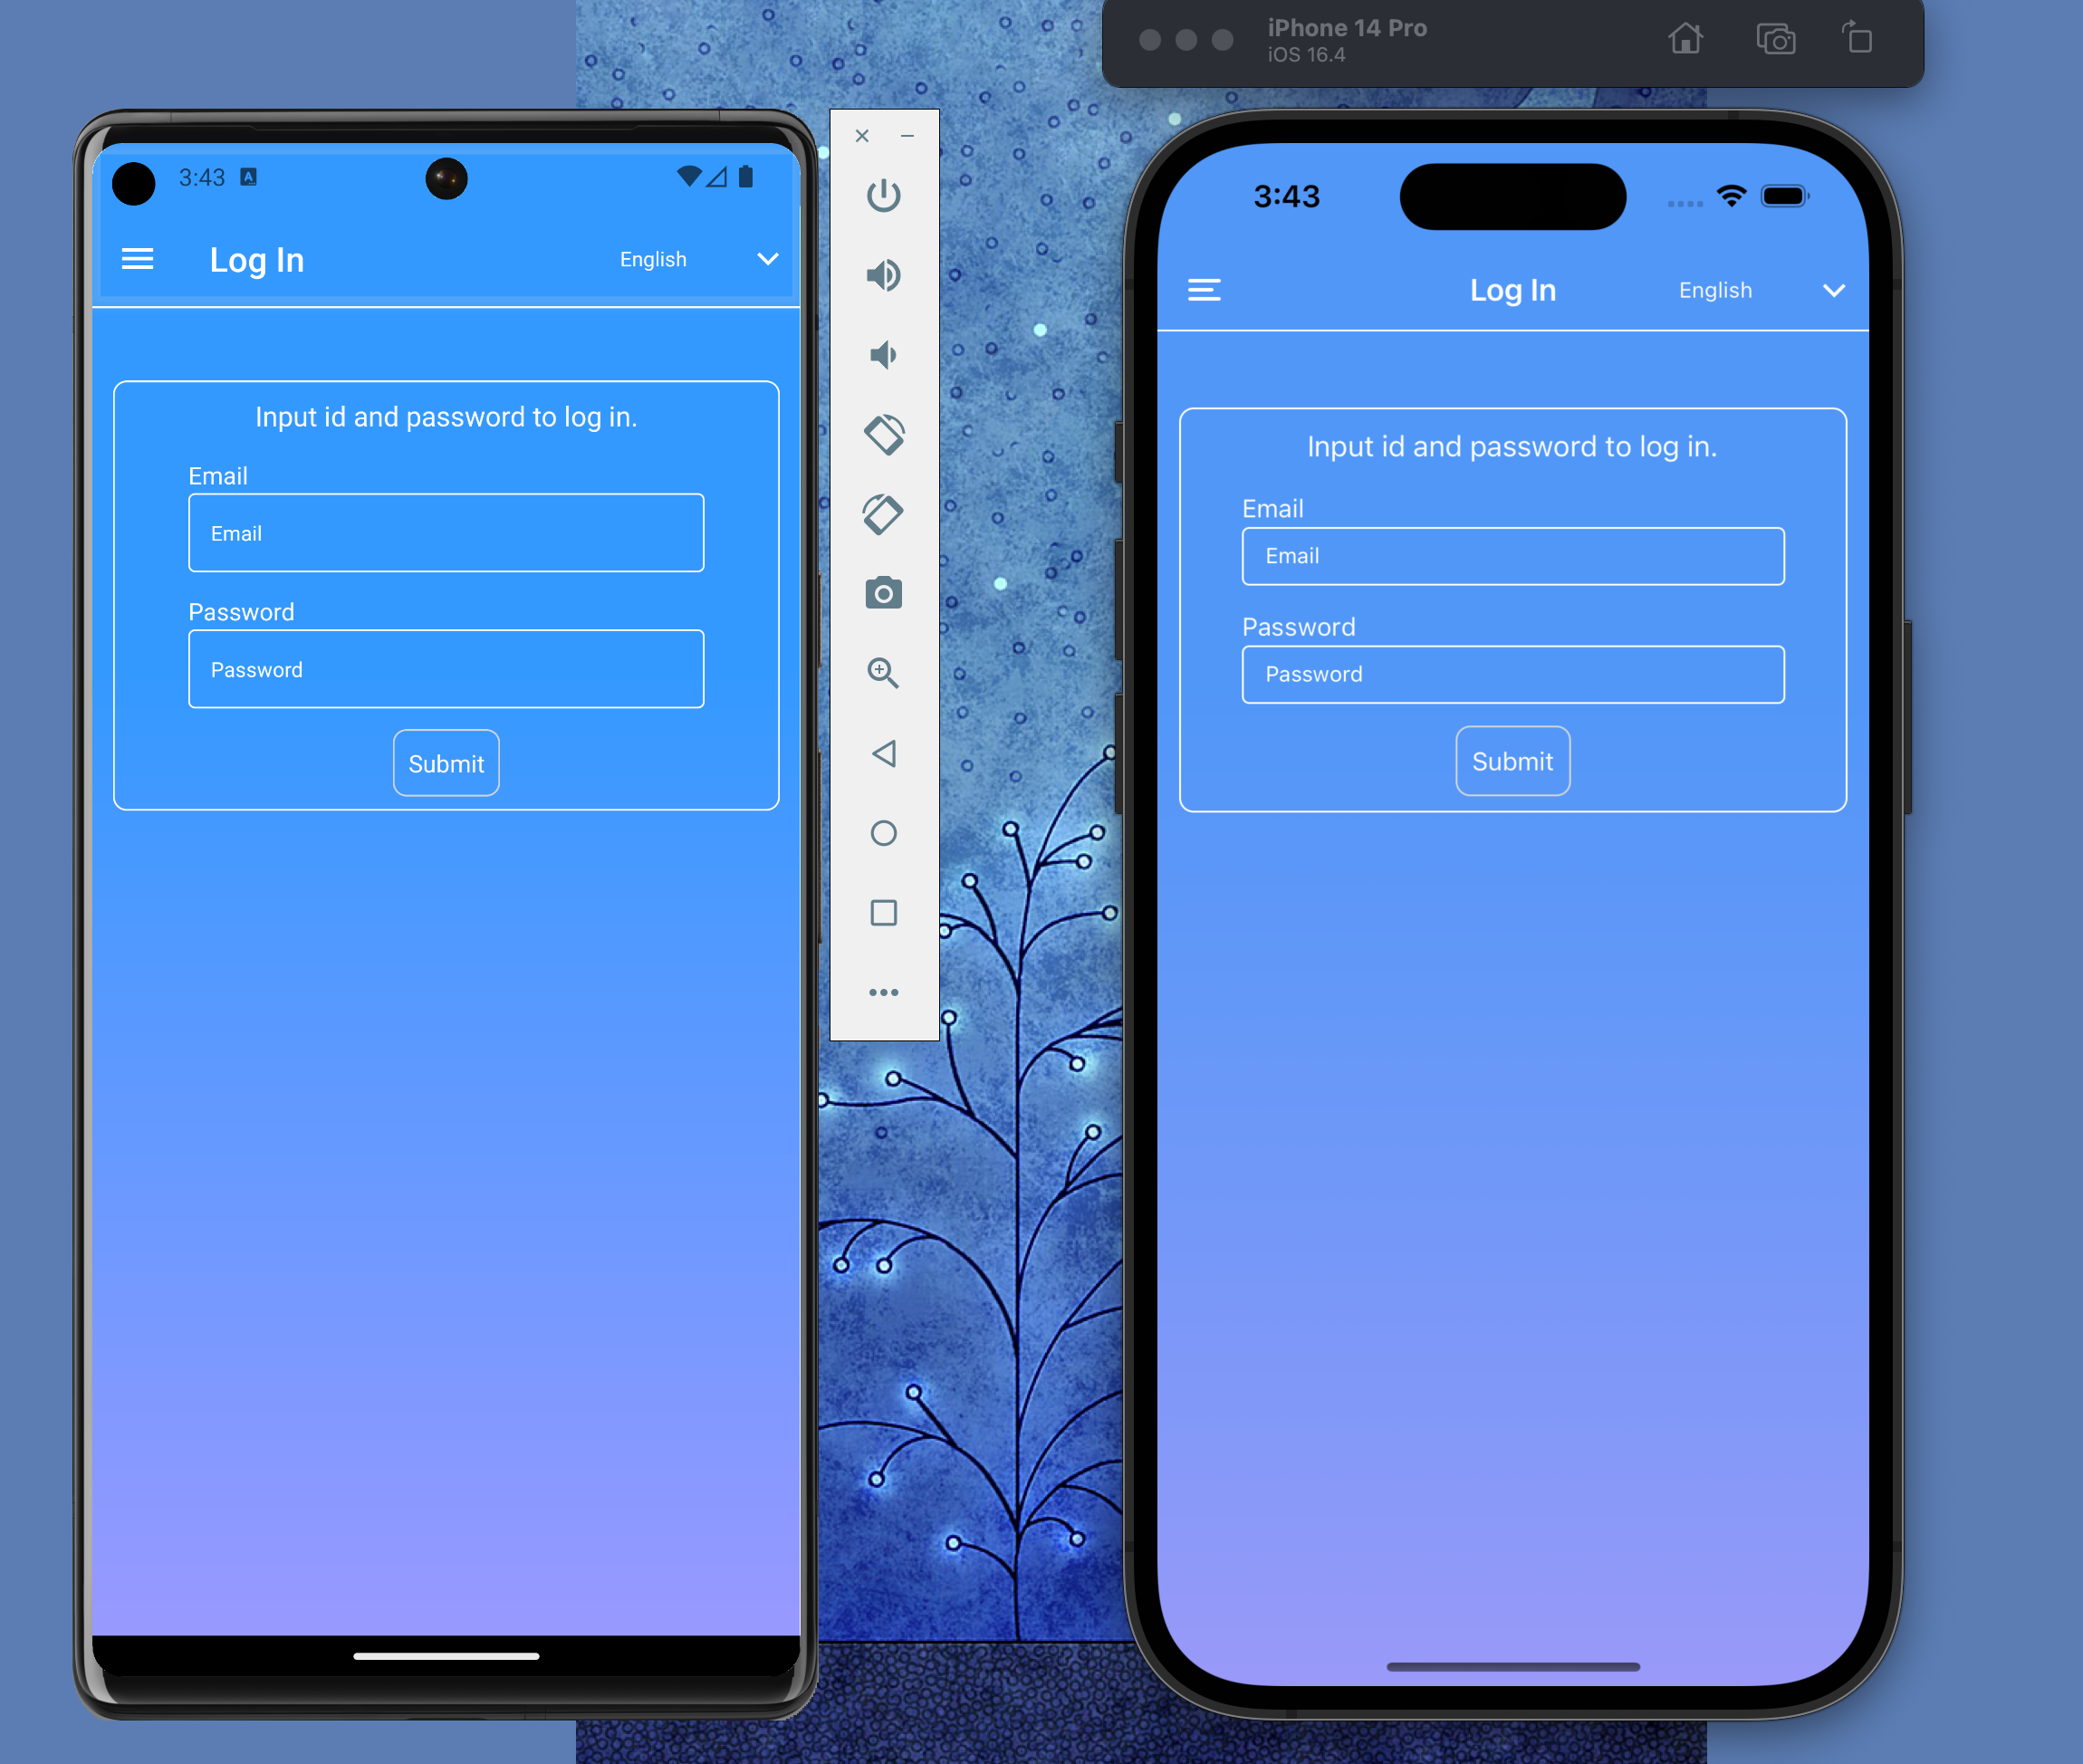 iPhone 14 Pro
iOS 16.4
3:43 A
Log In English
Input id and password to log in.
Email
Email
Password
Password
Submit
3:43
Log In English
Input id and password to log in.
Email
Email
Password
Password
Submit